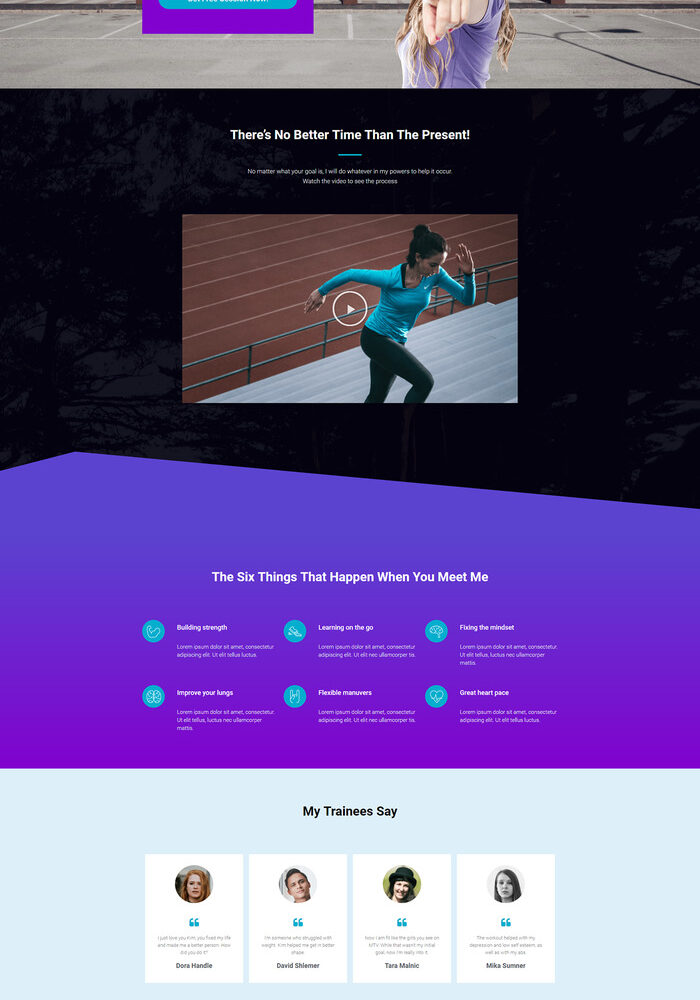 Get Free Session Now!
There's No Better Time Than The Present!
No matter what your goal is, I will do whatever in my powers to help it occur.
Watch the video to see the process
The Six Things That Happen When You Meet Me
Building strength
Lorem ipsum dolor sit amet, consectetur
adipiscing elit. Ut elit tellus luctus.
Learning on the go
Lorem ipsum dolor sit amet, consectetur
adipiscing elit. Ut elit nec ullamcorper tis.
Fixing the mindset
Lorem ipsum dolor sit amet, consectetur
adipiscing elit. Ut elit tellus, ullamcorper
mattis.
Improve your lungs
Lorem ipsum dolor sit amet, consectetur.
Ut elit tellus, luctus nec ullamcorper
mattis.
Flexible manuvers
Lorem ipsum dolor sit amet, consectetur
adipiscing elit. Ut elit nec ullamcorper.
Great heart pace
Lorem ipsum dolor sit amet, consectetur
adipiscing elit. Ut elit tellus, luctus.
My Trainees Say
I just love you Kim, you fixed my life
and made me a better person. How
did you do it?
Dora Handle
I'm someone who struggled with
weight. Kim helped me get in better
shape
David Shlemer
Now I am fit like the girls you see on
MTV. While that wasn't my initial
goal, now I'm really into it.
Tara Malnic
The workout helped with my
depression and low self esteem, as
well as with my abs.
Mika Sumner